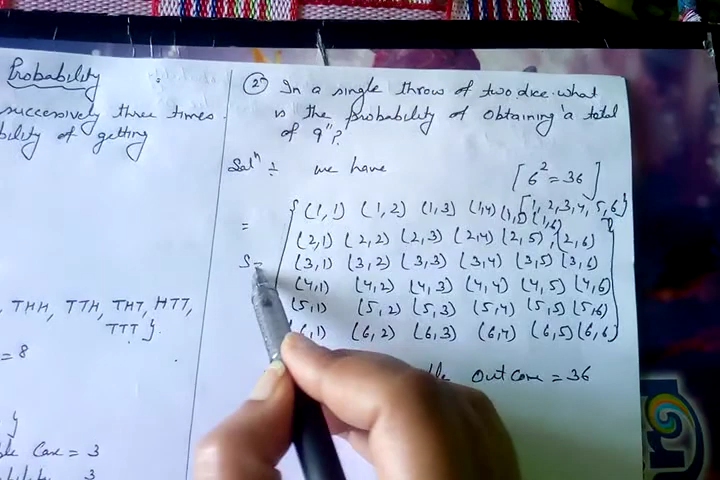 Probability
successively three times.
bility of getting
, THH, TTH, THT, HTT,
TTT }.
= 8
}
ble Case = 3
3
(2) In a single throw of two dice. what
is the probability of obtaining "a total
of 9"?
Solⁿ ÷ we have [6² = 36]
[1, 2, 3, 4, 5, 6}
= { (1,1) (1,2) (1,3) (1,4) (1,5) (1,6)
(2,1) (2,2) (2,3) (2,4) (2,5), (2,6)
S= (3,1) (3,2) (3,3) (3,4) (3,5) (3,6)
(4,1) (4,2) (4,3) (4,4) (4,5) (4,6)
(5,1) (5,2) (5,3) (5,4) (5,5) (5,6)
6,1) (6,2) (6,3) (6,4) (6,5) (6,6) }
ble outcome = 36